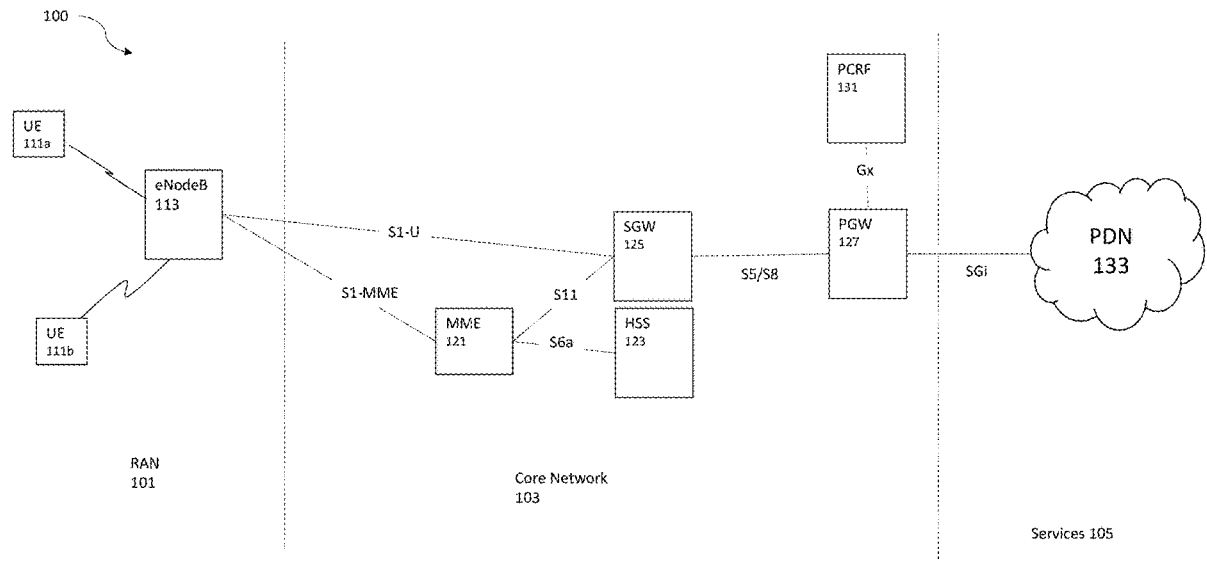 100
PCRF
131
UE
111a
Gx
eNodeB
113
SGW
125
PGW
127
PDN
133
S1-U
S5/S8
SGi
S1-MME
S11
MME
121
HSS
123
S6a
UE
111b
RAN
101
Core Network
103
Services 105